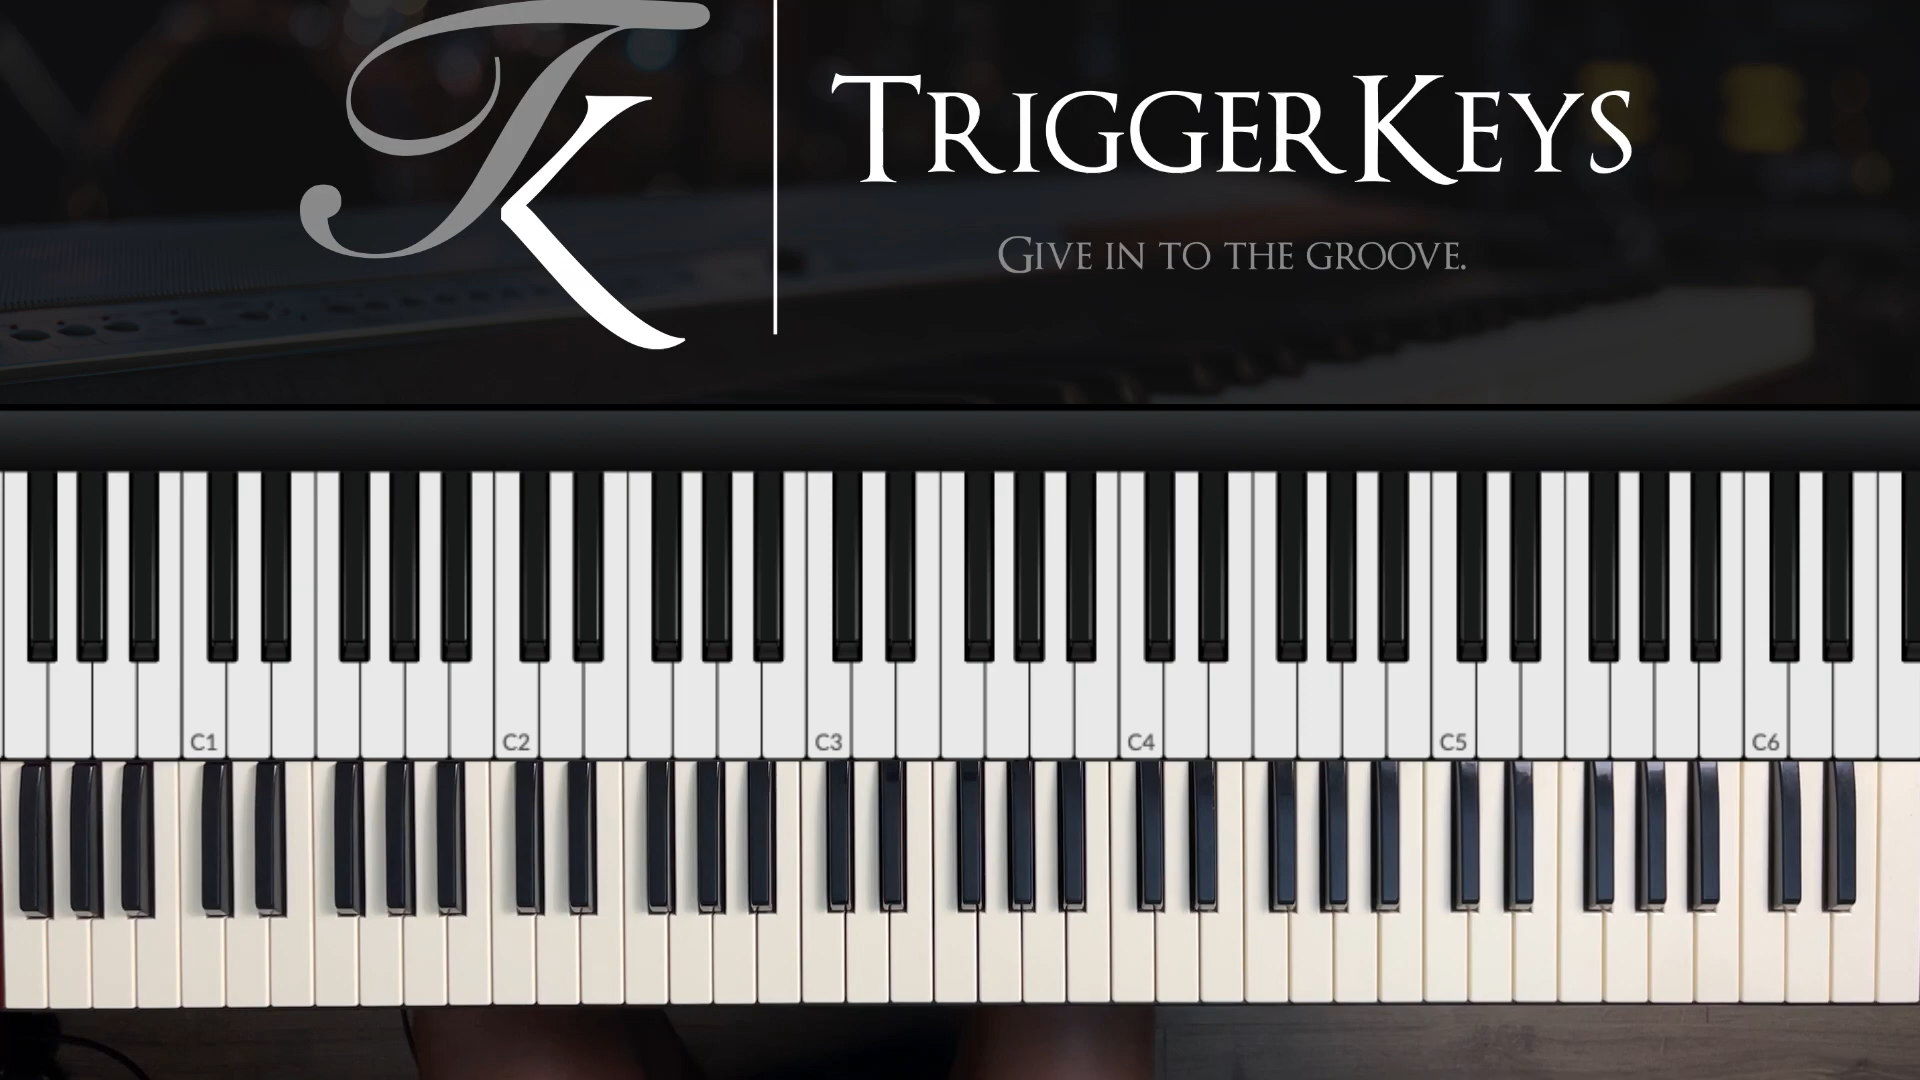 TK
TRIGGERKEYS
GIVE IN TO THE GROOVE.
C1 C2 C3 C4 C5 C6